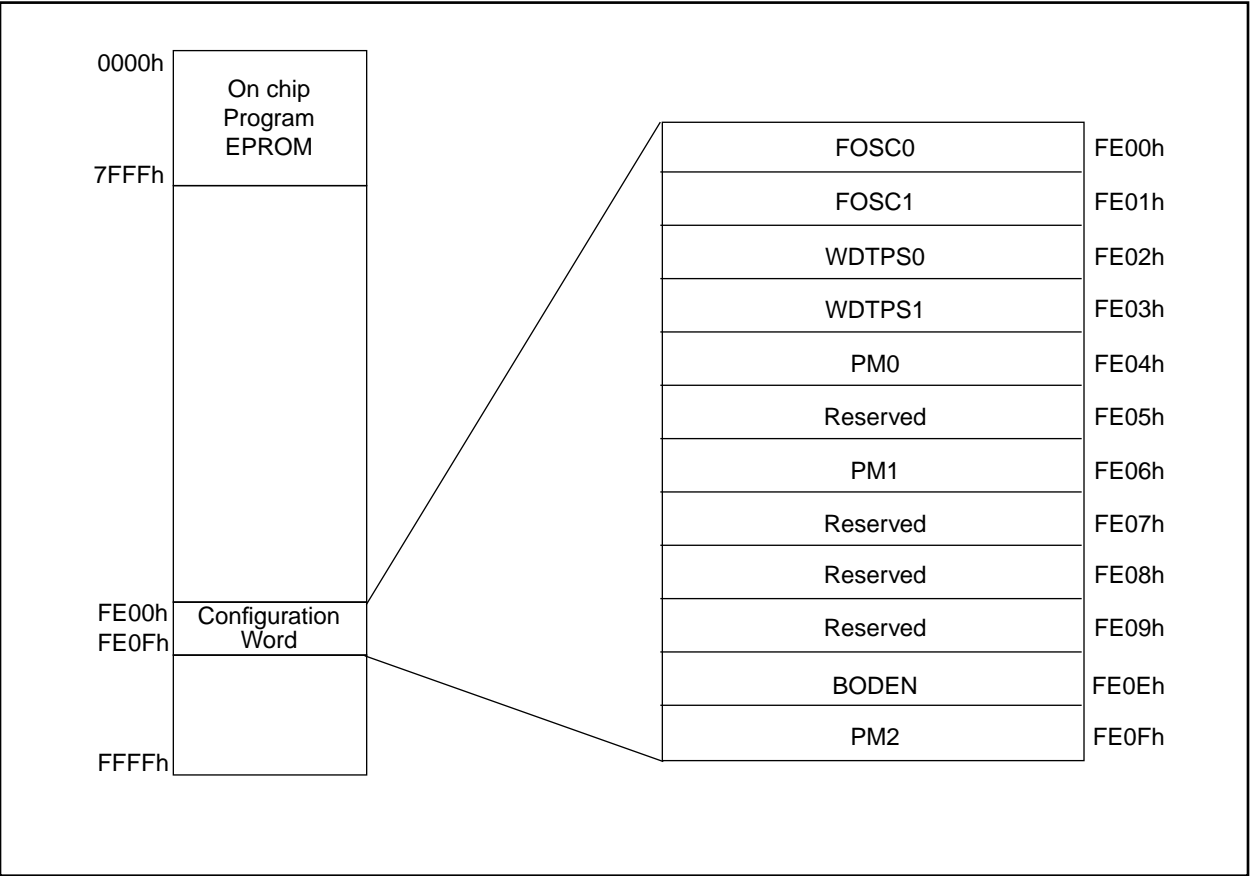 0000h
On chip
Program
EPROM
7FFFh
FE00h
Configuration
Word
FE0Fh
FFFFh
FOSC0 FE00h
FOSC1 FE01h
WDTPS0 FE02h
WDTPS1 FE03h
PM0 FE04h
Reserved FE05h
PM1 FE06h
Reserved FE07h
Reserved FE08h
Reserved FE09h
BODEN FE0Eh
PM2 FE0Fh